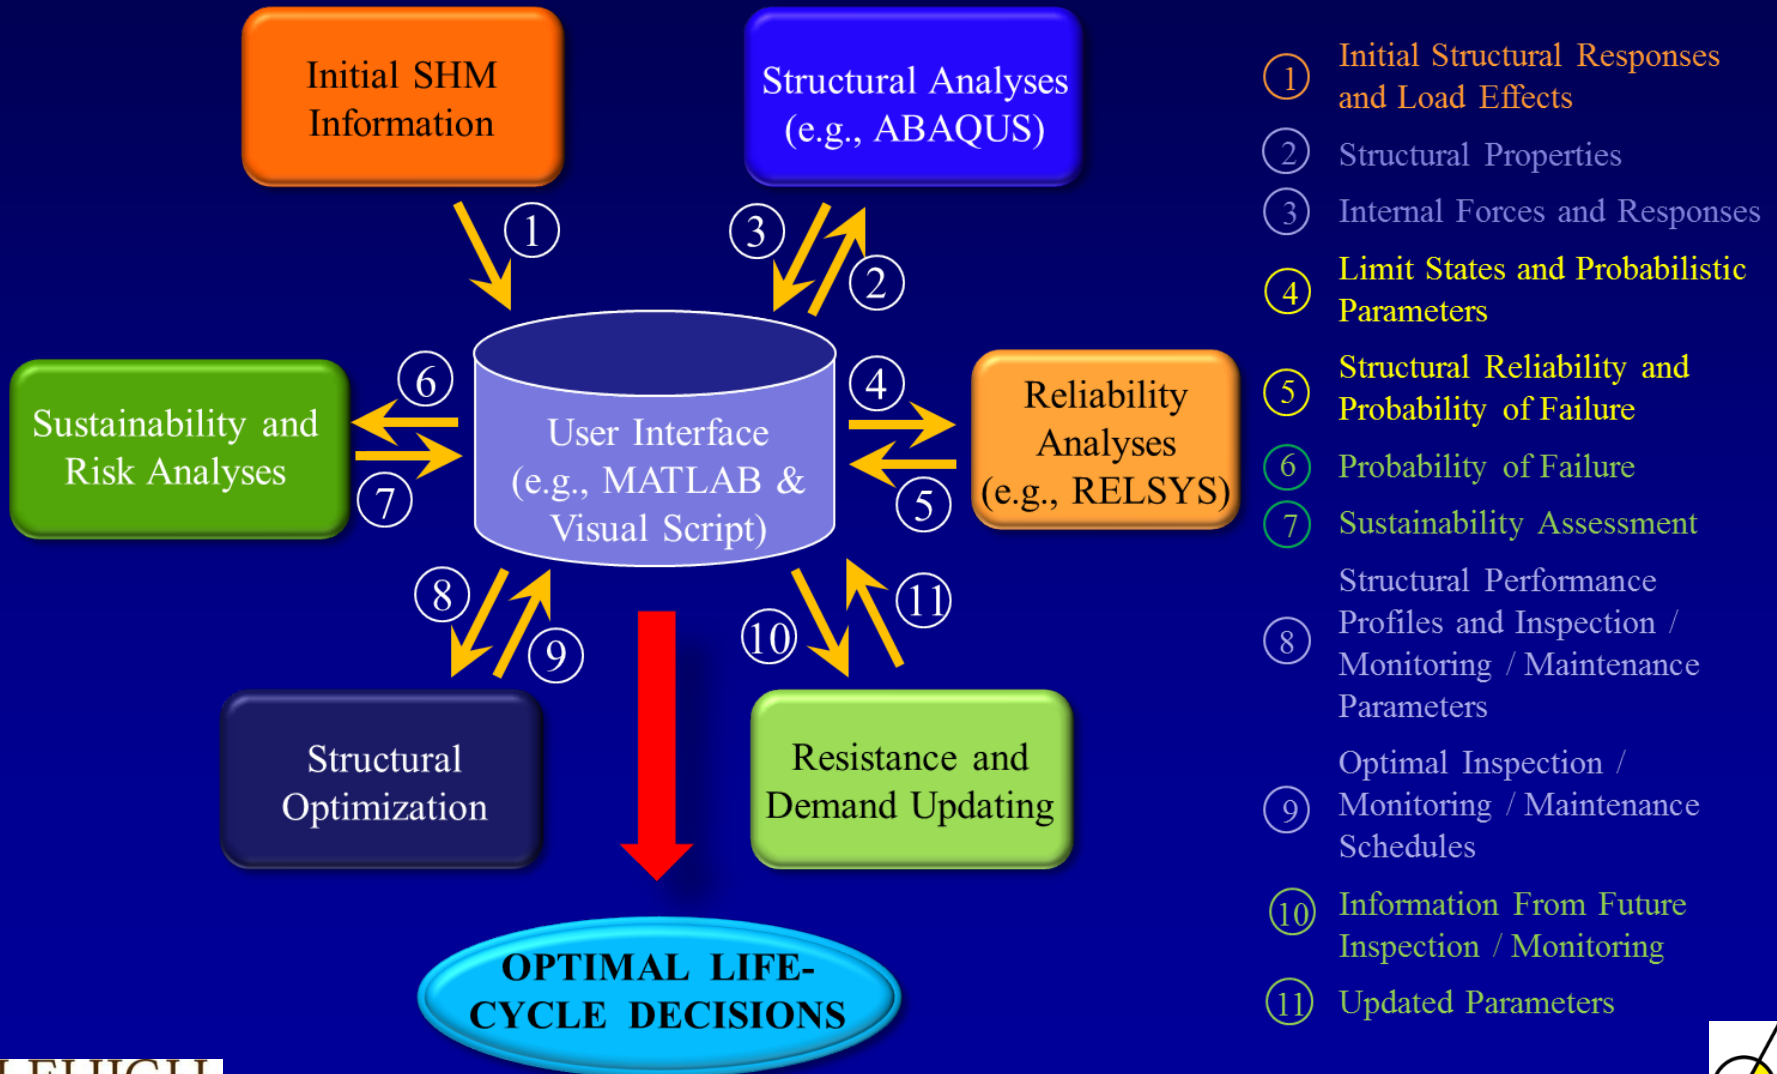 Initial SHM
Information
Structural Analyses
(e.g., ABAQUS)
1
3
2
6
4
Sustainability and
Risk Analyses
User Interface
(e.g., MATLAB &
Visual Script)
Reliability
Analyses
(e.g., RELSYS)
7
5
8
9
10
11
Structural
Optimization
Resistance and
Demand Updating
OPTIMAL LIFE-
CYCLE DECISIONS
1 Initial Structural Responses
and Load Effects
2 Structural Properties
3 Internal Forces and Responses
4 Limit States and Probabilistic
Parameters
5 Structural Reliability and
Probability of Failure
6 Probability of Failure
7 Sustainability Assessment
8 Structural Performance
Profiles and Inspection /
Monitoring / Maintenance
Parameters
9 Optimal Inspection /
Monitoring / Maintenance
Schedules
10 Information From Future
Inspection / Monitoring
11 Updated Parameters
LEHIGH